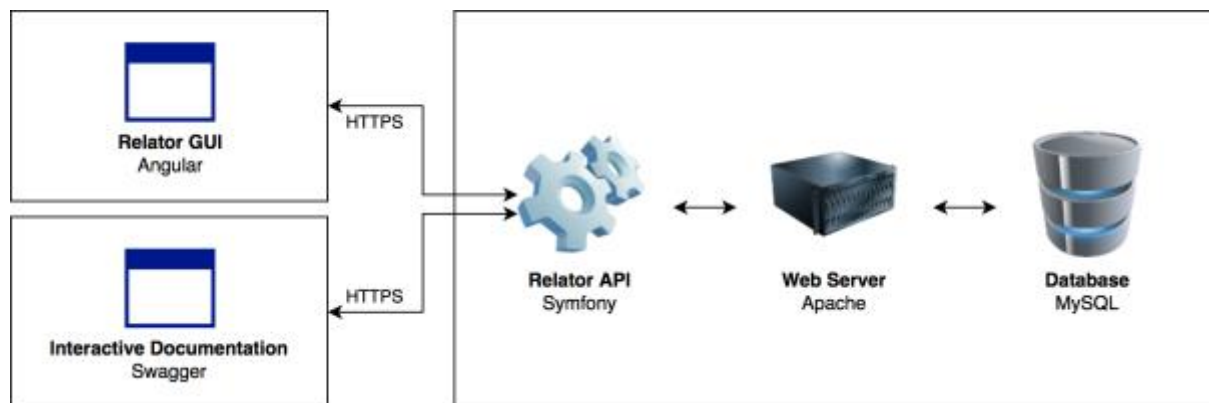 Relator GUI
Angular
HTTPS
Interactive Documentation
Swagger
HTTPS
Relator API
Symfony
Web Server
Apache
Database
MySQL